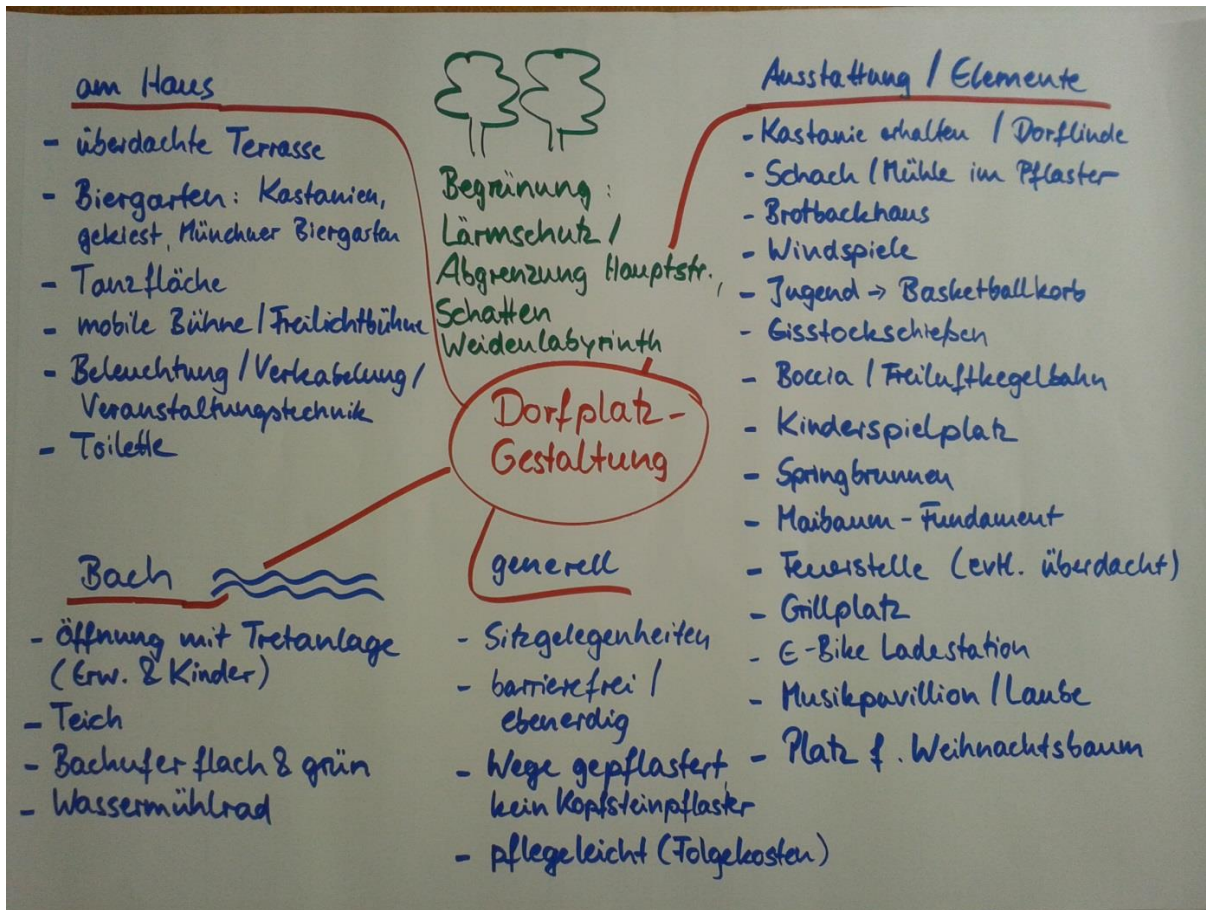 am Haus
- überdachte Terrasse
- Biergarten: Kastanien,
gekiest, Münchner Biergarten
- Tanzfläche
- mobile Bühne / Freilichtbühne
- Beleuchtung / Verkabelung /
Veranstaltungstechnik
- Toilette
Begrünung:
Lärmschutz /
Abgrenzung Hauptstr.,
Schatten
Weidenlabyrinth
Ausstattung / Elemente
- Kastanie erhalten / Dorflinde
- Schach / Mühle im Pflaster
- Brotbackhaus
- Windspiele
- Jugend → Basketballkorb
- Eisstockschießen
- Boccia / Freiluftkegelbahn
- Kinderspielplatz
- Springbrunnen
- Maibaum - Fundament
- Feuerstelle (evtl. überdacht)
- Grillplatz
- E-Bike Ladestation
- Musikpavillion / Laube
- Platz f. Weihnachtsbaum
Dorfplatz-
Gestaltung
Bach
- Öffnung mit Tretanlage
(Erw. & Kinder)
- Teich
- Bachufer flach & grün
- Wassermühlrad
generell
- Sitzgelegenheiten
- barrierefrei /
ebenerdig
- Wege gepflastert
kein Kopfsteinpflaster
- pflegeleicht (Folgekosten)